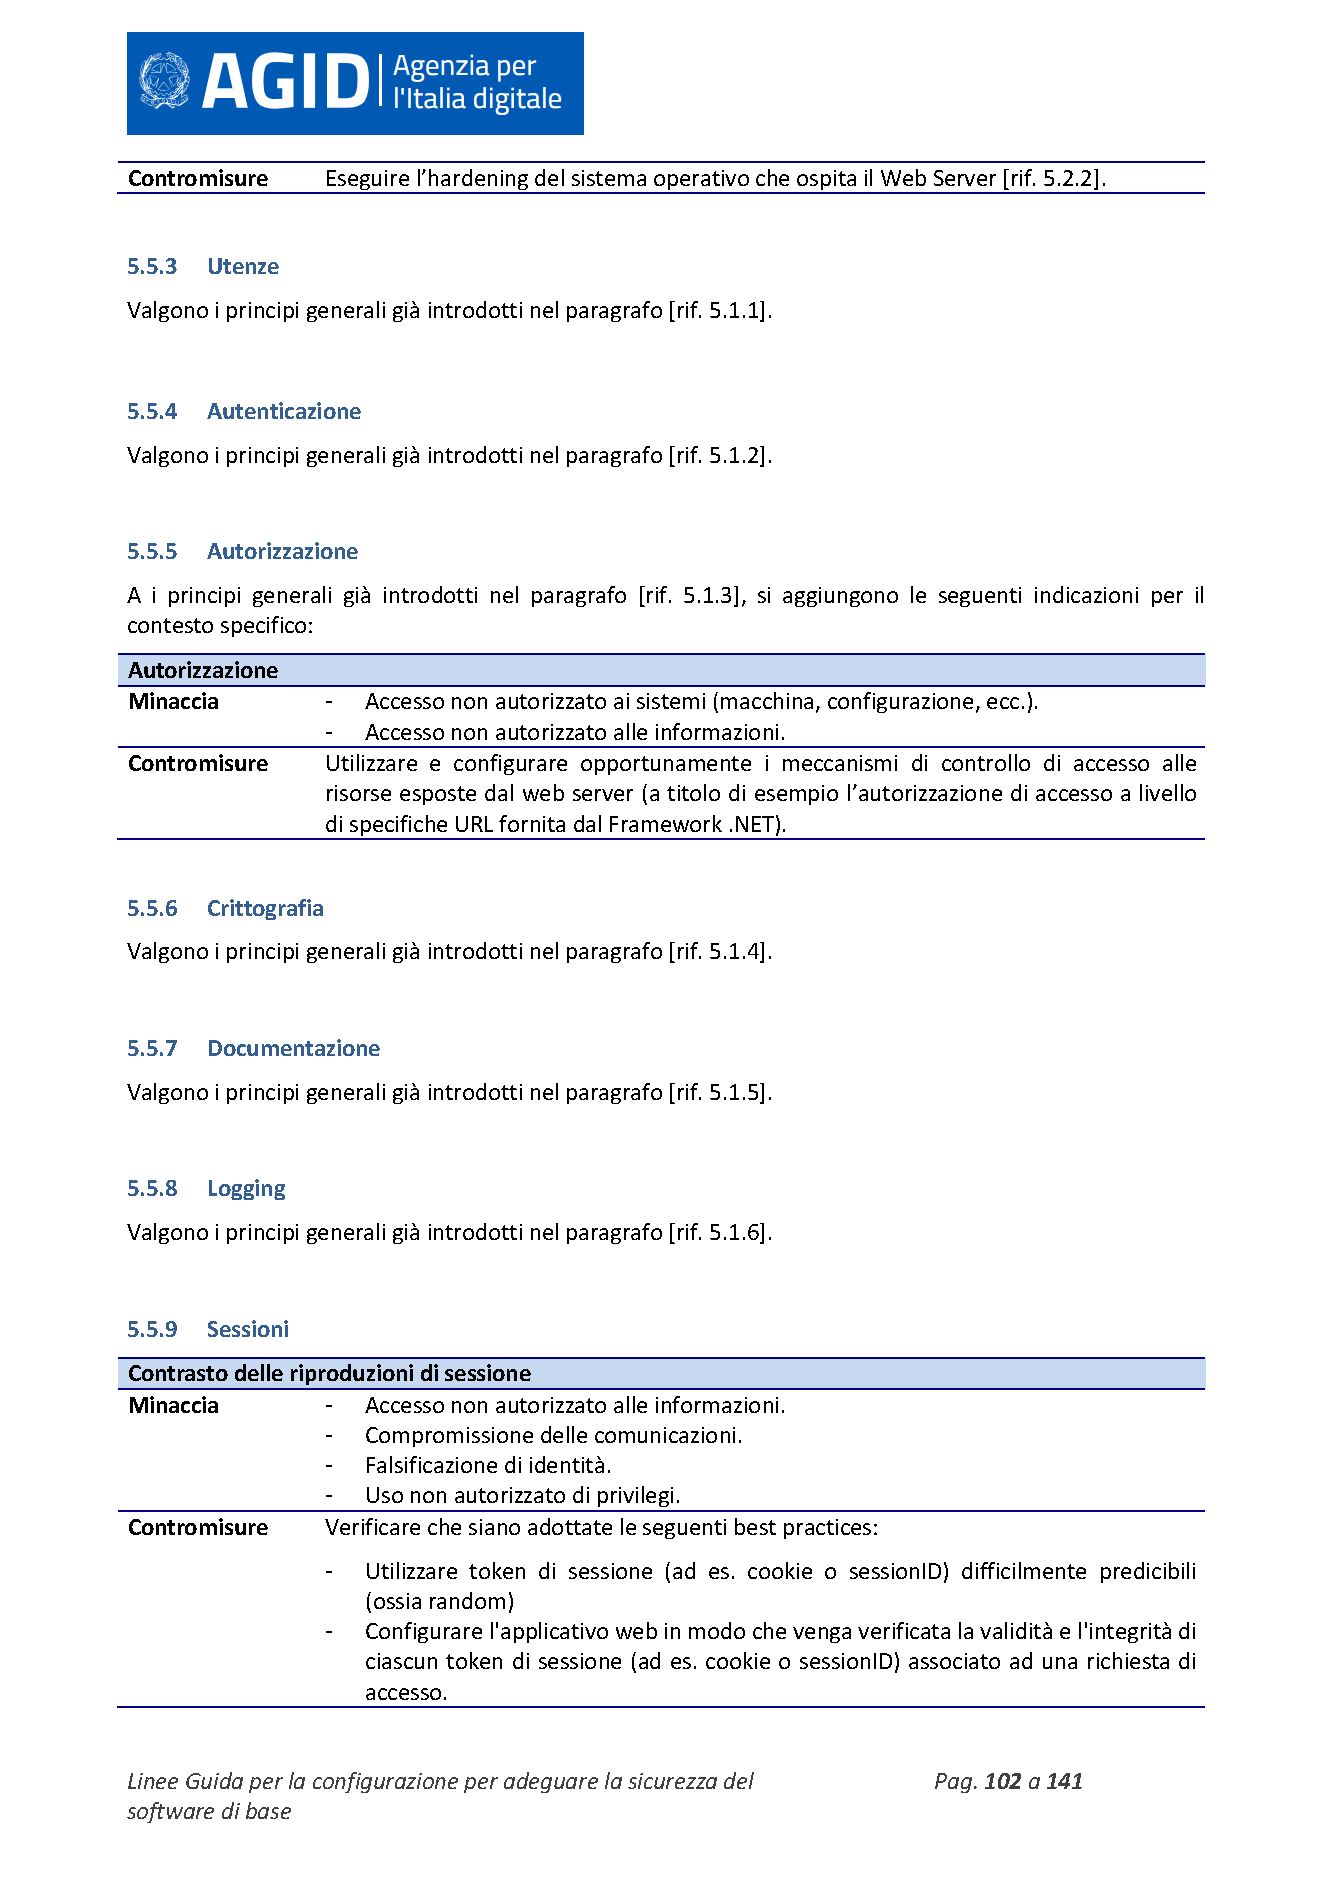 AGID Agenzia per
l'Italia digitale
Contromisure Eseguire l’hardening del sistema operativo che ospita il Web Server [rif. 5.2.2].
5.5.3 Utenze
Valgono i principi generali già introdotti nel paragrafo [rif. 5.1.1].
5.5.4 Autenticazione
Valgono i principi generali già introdotti nel paragrafo [rif. 5.1.2].
5.5.5 Autorizzazione
A i principi generali già introdotti nel paragrafo [rif. 5.1.3], si aggiungono le seguenti indicazioni per il
contesto specifico:
Autorizzazione
Minaccia - Accesso non autorizzato ai sistemi (macchina, configurazione, ecc.).
- Accesso non autorizzato alle informazioni.
Contromisure Utilizzare e configurare opportunamente i meccanismi di controllo di accesso alle
risorse esposte dal web server (a titolo di esempio l’autorizzazione di accesso a livello
di specifiche URL fornita dal Framework .NET).
5.5.6 Crittografia
Valgono i principi generali già introdotti nel paragrafo [rif. 5.1.4].
5.5.7 Documentazione
Valgono i principi generali già introdotti nel paragrafo [rif. 5.1.5].
5.5.8 Logging
Valgono i principi generali già introdotti nel paragrafo [rif. 5.1.6].
5.5.9 Sessioni
Contrasto delle riproduzioni di sessione
Minaccia - Accesso non autorizzato alle informazioni.
- Compromissione delle comunicazioni.
- Falsificazione di identità.
- Uso non autorizzato di privilegi.
Contromisure Verificare che siano adottate le seguenti best practices:
- Utilizzare token di sessione (ad es. cookie o sessionID) difficilmente predicibili
(ossia random)
- Configurare l'applicativo web in modo che venga verificata la validità e l'integrità di
ciascun token di sessione (ad es. cookie o sessionID) associato ad una richiesta di
accesso.
Linee Guida per la configurazione per adeguare la sicurezza del Pag. 102 a 141
software di base